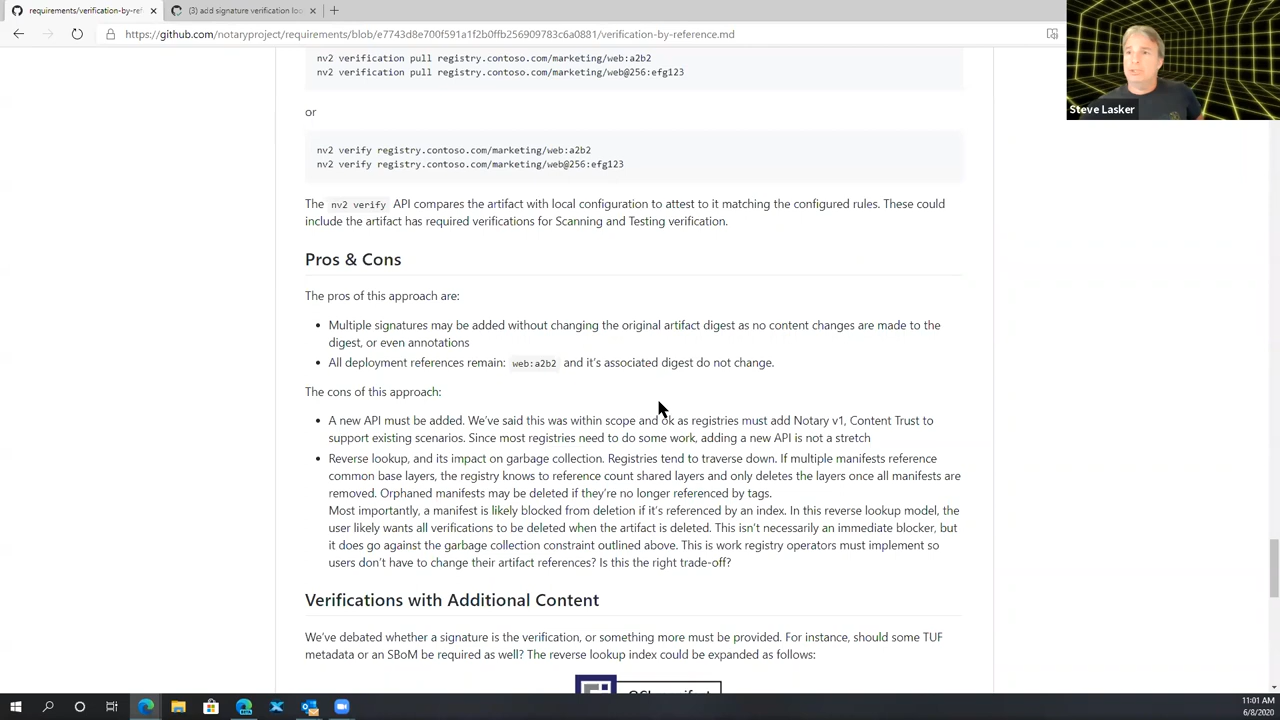 requirements/verification-by-ref
(3) add signature verification loo
https://github.com/notaryproject/requirements/blob/e7743d8e700f591a1f2b0ffb256909783c6a0881/verification-by-reference.md
nv2 verification pull registry.contoso.com/marketing/web:a2b2
nv2 verification pull registry.contoso.com/marketing/web@256:efg123
or
nv2 verify registry.contoso.com/marketing/web:a2b2
nv2 verify registry.contoso.com/marketing/web@256:efg123
The nv2 verify API compares the artifact with local configuration to attest to it matching the configured rules. These could
include the artifact has required verifications for Scanning and Testing verification.
Pros & Cons
The pros of this approach are:
• Multiple signatures may be added without changing the original artifact digest as no content changes are made to the
digest, or even annotations
• All deployment references remain: web:a2b2 and it's associated digest do not change.
The cons of this approach:
• A new API must be added. We've said this was within scope and ok as registries must add Notary v1, Content Trust to
support existing scenarios. Since most registries need to do some work, adding a new API is not a stretch
• Reverse lookup, and its impact on garbage collection. Registries tend to traverse down. If multiple manifests reference
common base layers, the registry knows to reference count shared layers and only deletes the layers once all manifests are
removed. Orphaned manifests may be deleted if they're no longer referenced by tags.
Most importantly, a manifest is likely blocked from deletion if it's referenced by an index. In this reverse lookup model, the
user likely wants all verifications to be deleted when the artifact is deleted. This isn't necessarily an immediate blocker, but
it does go against the garbage collection constraint outlined above. This is work registry operators must implement so
users don't have to change their artifact references? Is this the right trade-off?
Verifications with Additional Content
We've debated whether a signature is the verification, or something more must be provided. For instance, should some TUF
metadata or an SBoM be required as well? The reverse lookup index could be expanded as follows:
Steve Lasker
11:01 AM
6/8/2020